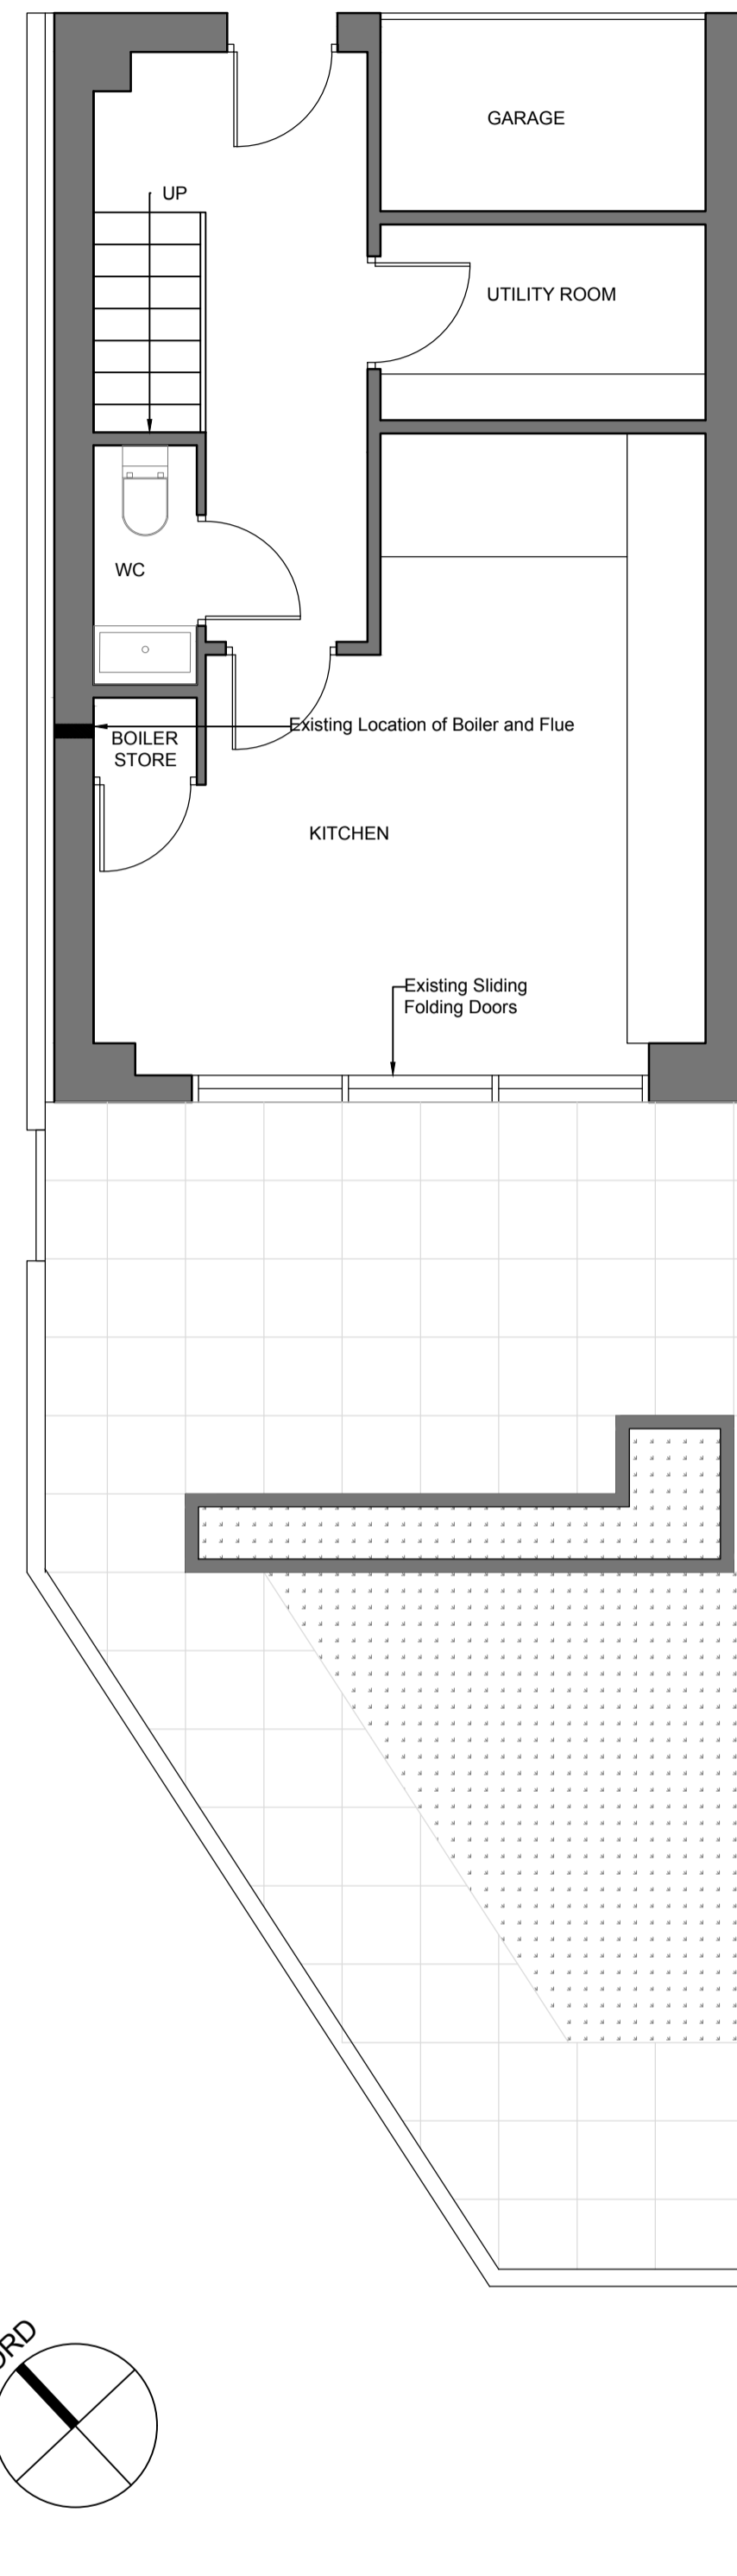 GARAGE
UP
UTILITY ROOM
WC
Existing Location of Boiler and Flue
BOILER
STORE
KITCHEN
Existing Sliding
Folding Doors